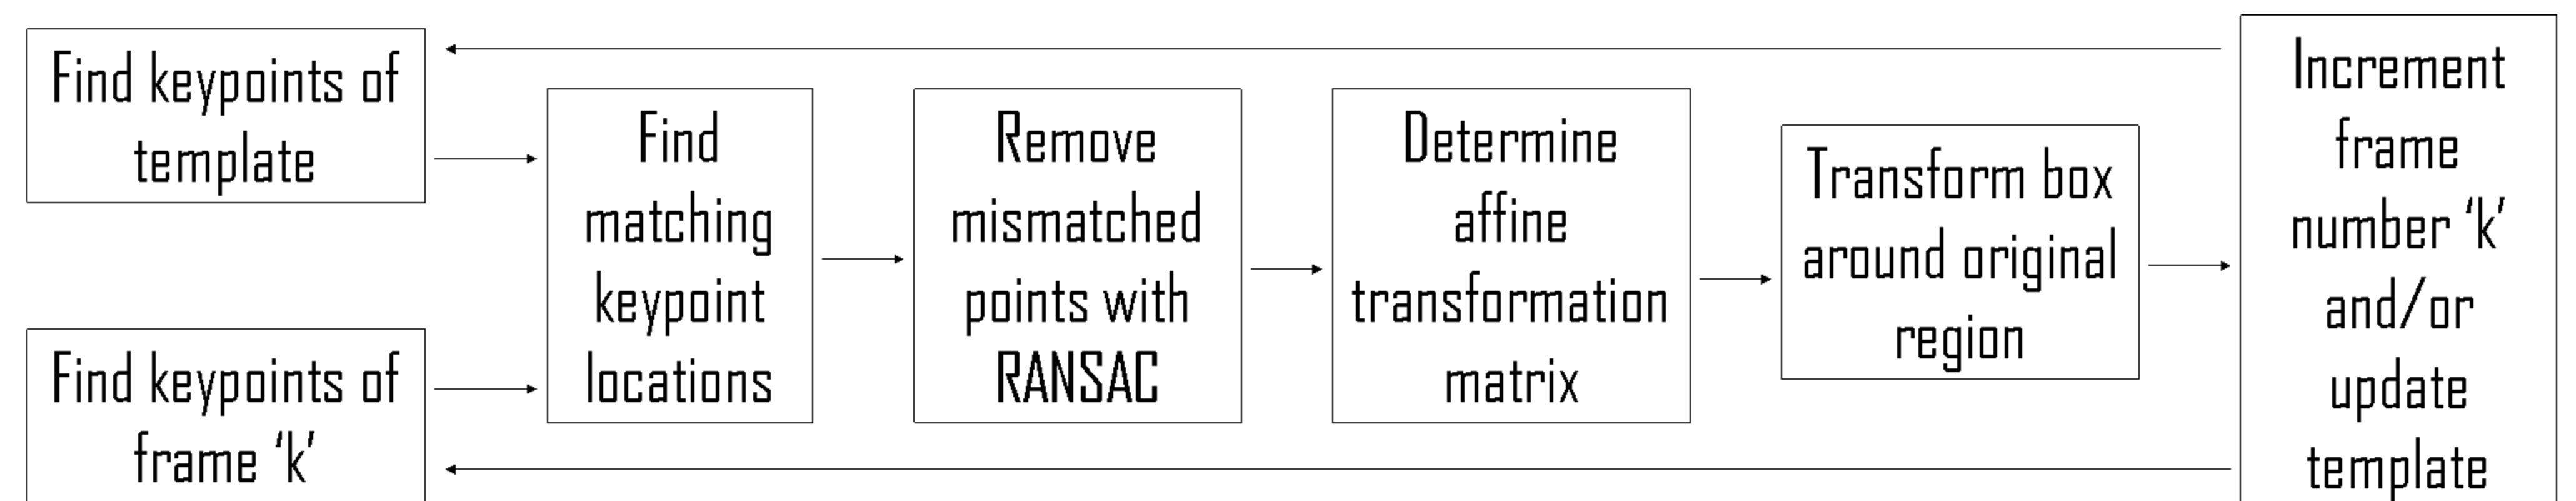 Find keypoints of
template
Find keypoints of
frame ‘k’
Find
matching
keypoint
locations
Remove
mismatched
points with
RANSAC
Determine
affine
transformation
matrix
Transform box
around original
region
Increment
frame
number ‘k’
and/or
update
template